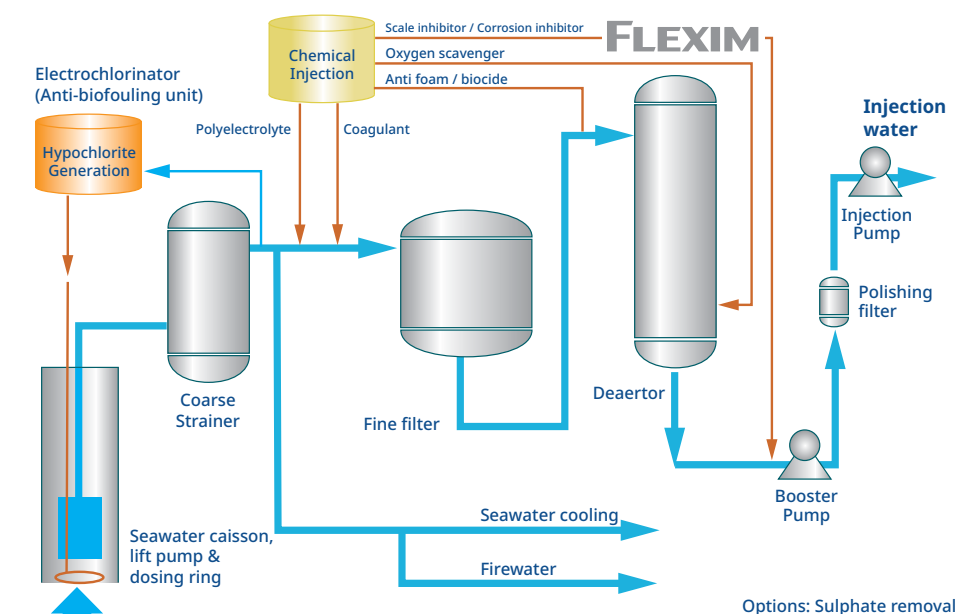 Scale inhibitor / Corrosion inhibitor
FLEXIM
Chemical
Injection
Oxygen scavenger
Anti foam / biocide
Electrochlorinator
(Anti-biofouling unit)
Polyelectrolyte
Coagulant
Hypochlorite
Generation
Injection
water
Injection
Pump
Polishing
filter
Coarse
Strainer
Fine filter
Deaertor
Booster
Pump
Seawater caisson,
lift pump &
dosing ring
Seawater cooling
Firewater
Options: Sulphate removal